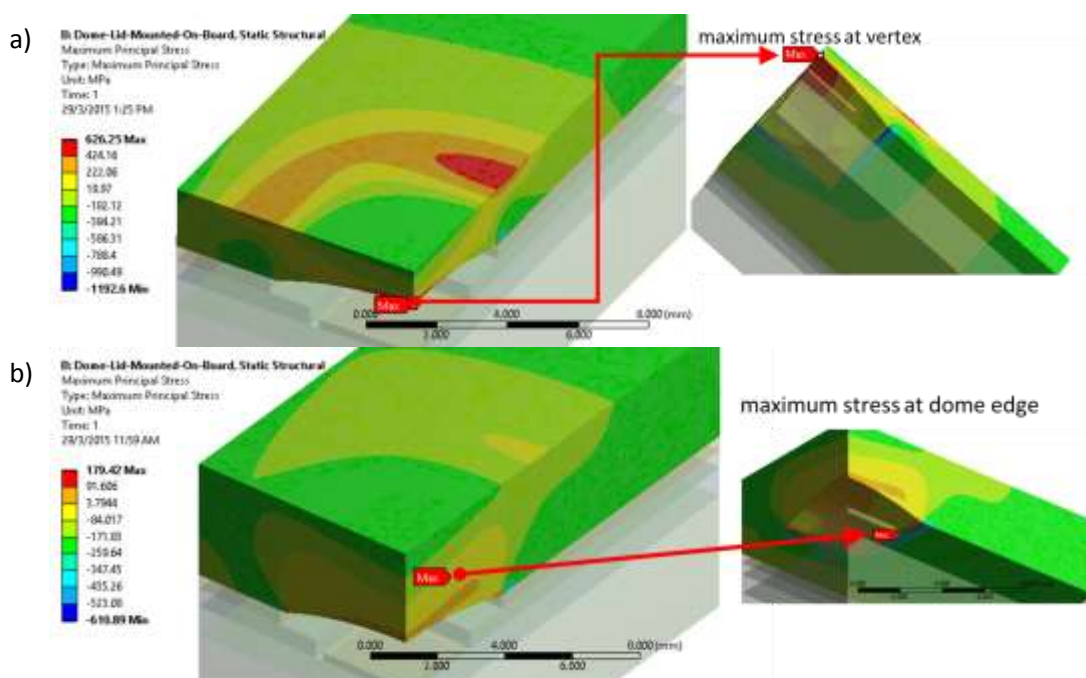 a)
B: Dome-Lid-Mounted-On-Board, Static Structural
Maximum Principal Stress
Type: Maximum Principal Stress
Unit: MPa
Time: 1
29/3/2015 1:25 PM
626.25 Max
424.16
222.06
19.97
-182.12
-384.21
-586.31
-788.4
-990.49
-1192.6 Min
maximum stress at vertex
Max
Max
0.000 4.000 8.000 (mm)
2.000 6.000
b)
B: Dome-Lid-Mounted-On-Board, Static Structural
Maximum Principal Stress
Type: Maximum Principal Stress
Unit: MPa
Time: 1
29/3/2015 11:59 AM
179.42 Max
91.606
3.7944
-84.017
-171.83
-259.64
-347.45
-435.26
-523.08
-610.89 Min
maximum stress at dome edge
Max
Max
0.000 4.000 8.000 (mm)
2.000 6.000